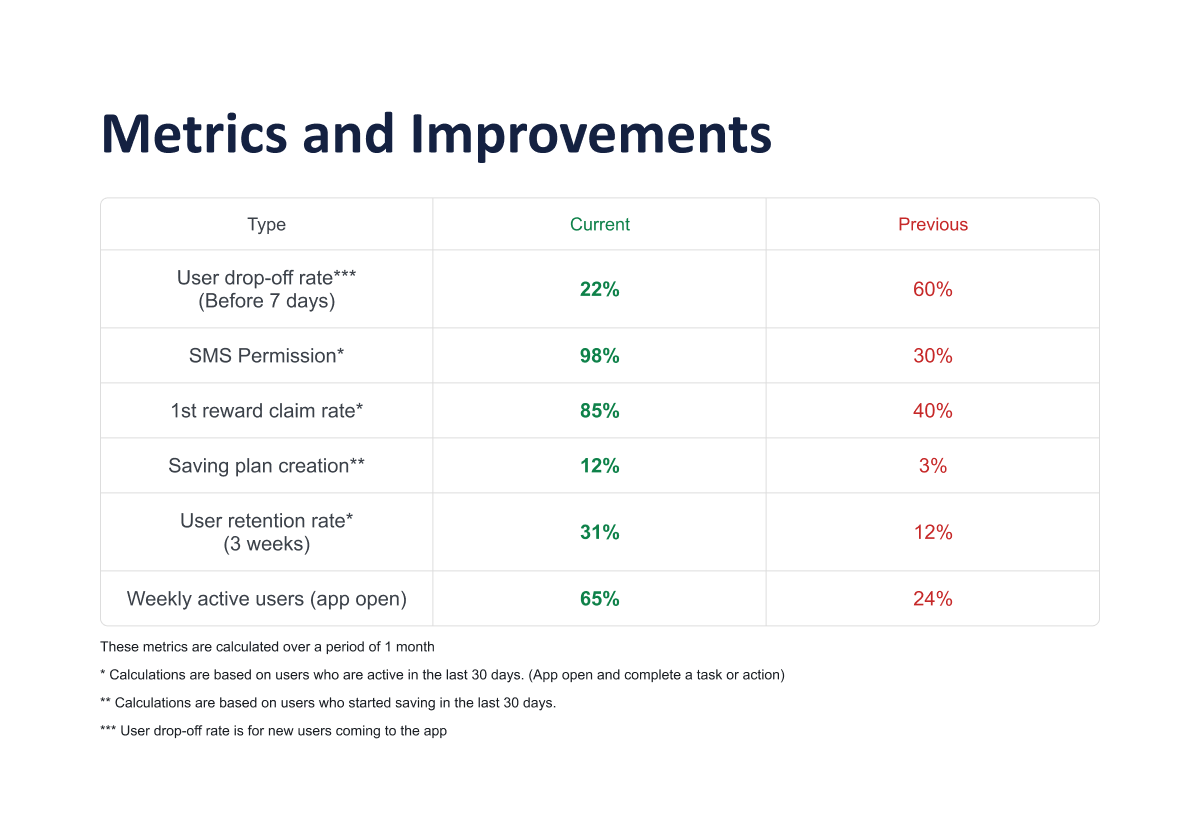 Metrics and Improvements
Type Current Previous
User drop-off rate***
(Before 7 days) 22% 60%
SMS Permission* 98% 30%
1st reward claim rate* 85% 40%
Saving plan creation** 12% 3%
User retention rate*
(3 weeks) 31% 12%
Weekly active users (app open) 65% 24%
These metrics are calculated over a period of 1 month
* Calculations are based on users who are active in the last 30 days. (App open and complete a task or action)
** Calculations are based on users who started saving in the last 30 days.
*** User drop-off rate is for new users coming to the app